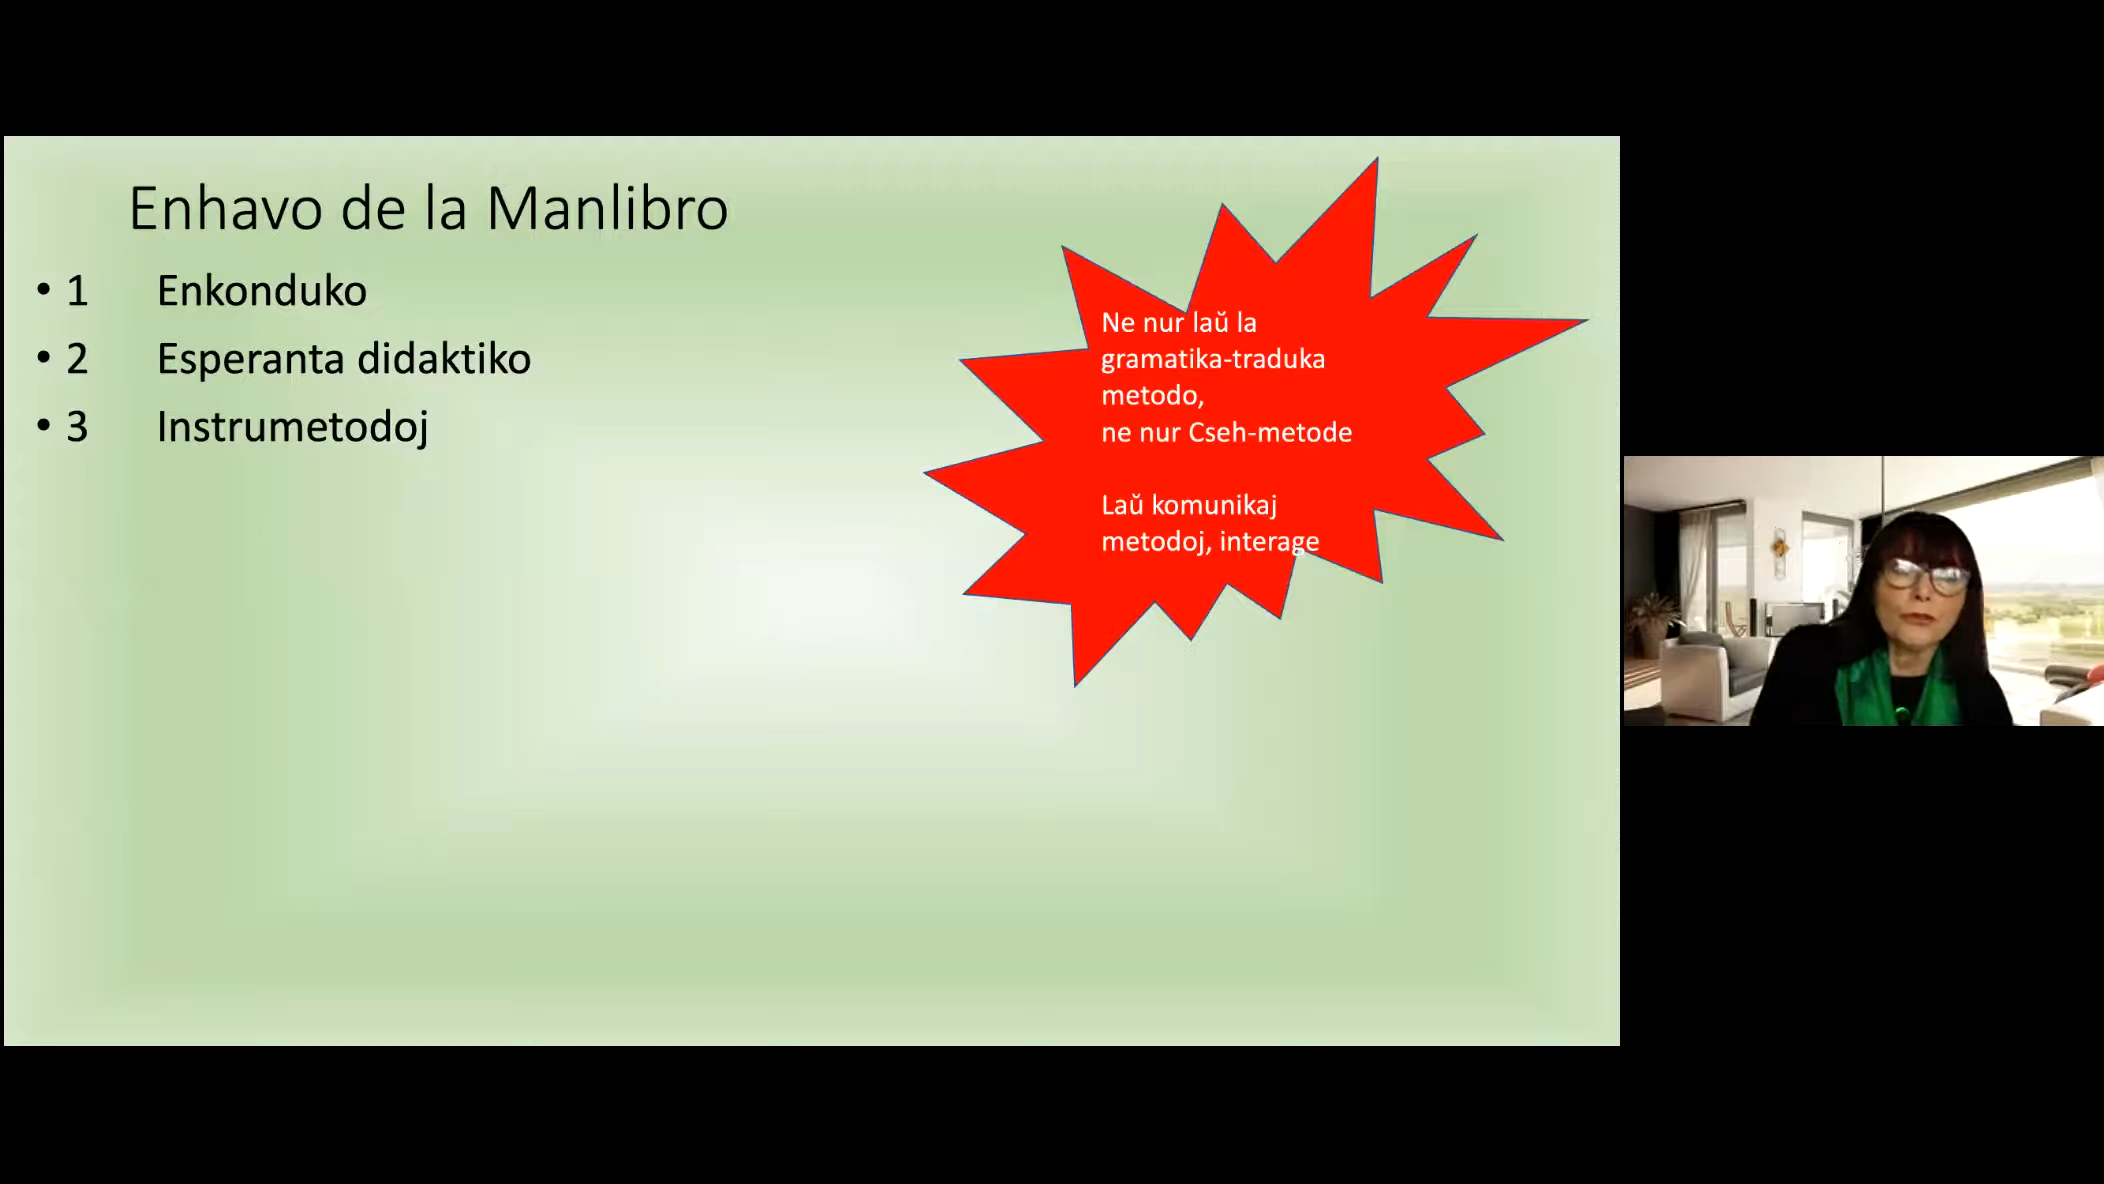 Enhavo de la Manlibro
• 1 Enkonduko
• 2 Esperanta didaktiko
• 3 Instrumetodoj
Ne nur laŭ la
gramatika-traduka
metodo,
ne nur Cseh-metode
Laŭ komunikaj
metodoj, interage